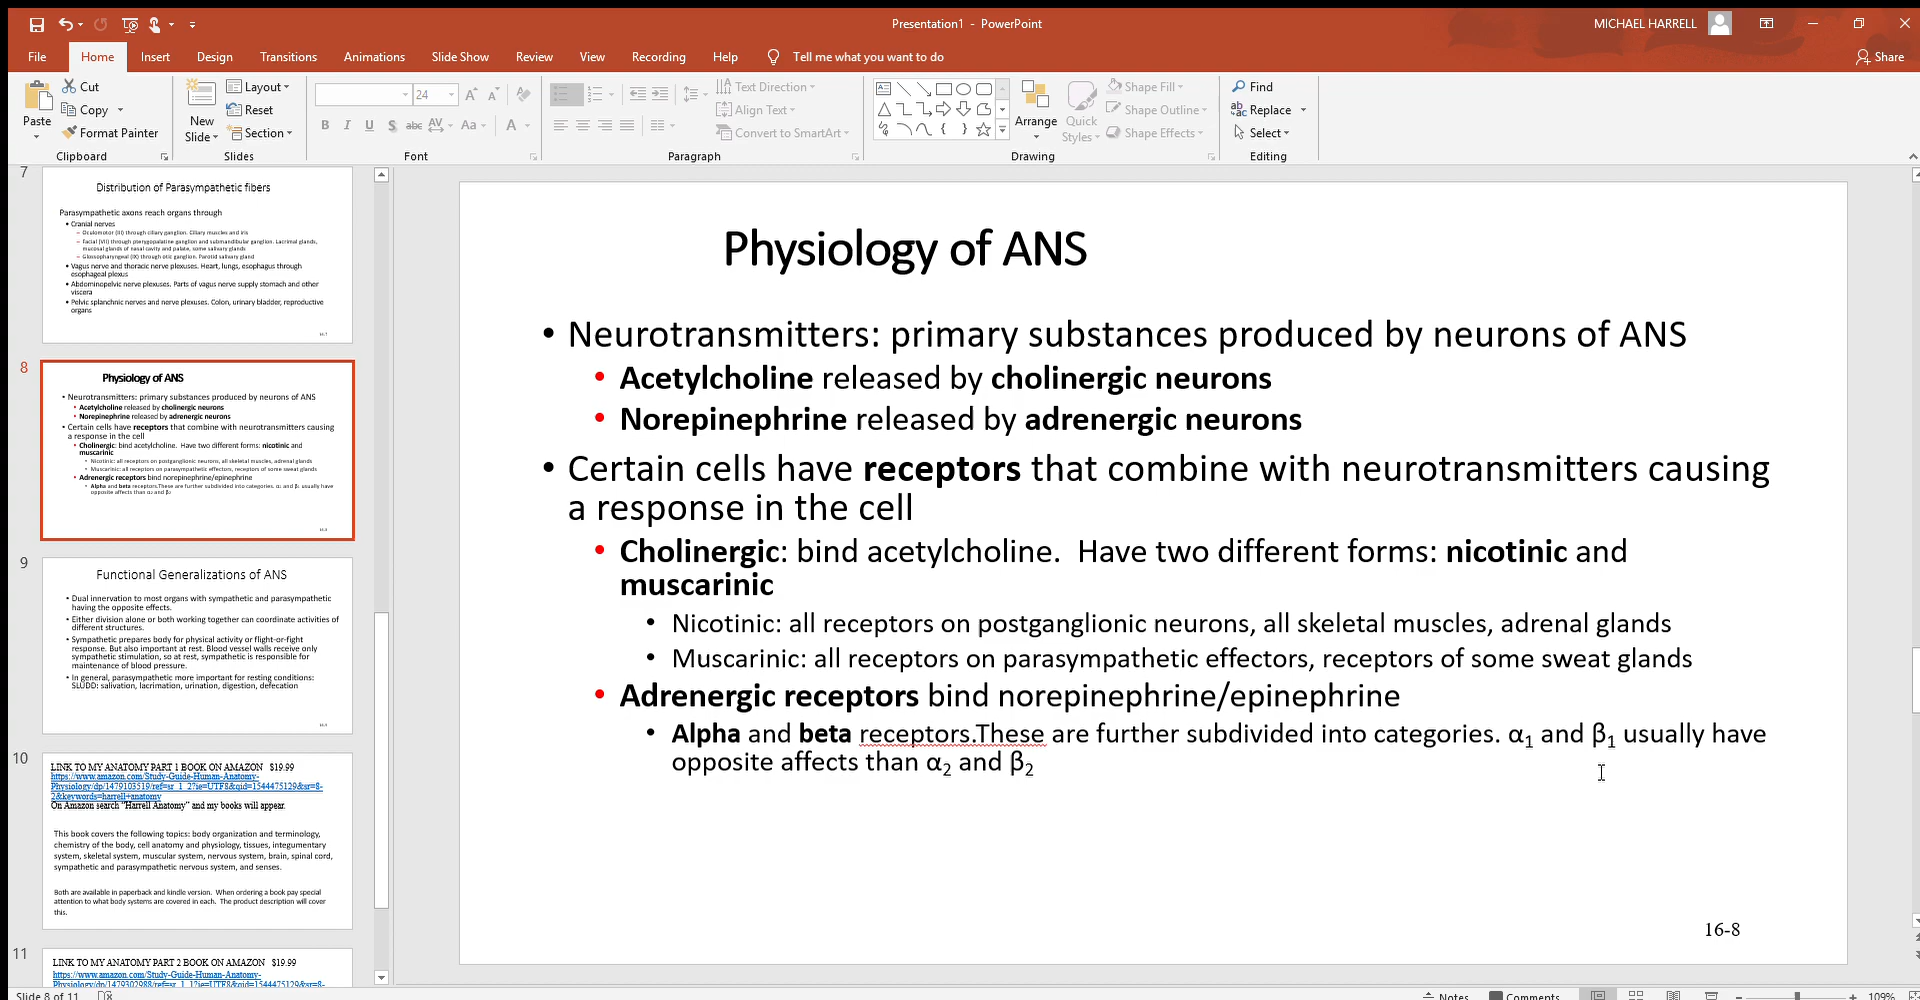 Presentation1 - PowerPoint
MICHAEL HARRELL
File Home Insert Design Transitions Animations Slide Show Review View Recording Help Tell me what you want to do
Share
Paste
Cut
Copy
Format Painter
Clipboard
New
Slide
Layout
Reset
Section
Slides
24
B I U S abc AV Aa A
Font
Text Direction
Align Text
Convert to SmartArt
Paragraph
Arrange
Quick
Styles
Shape Fill
Shape Outline
Shape Effects
Drawing
Find
Replace
Select
Editing
7
Distribution of Parasympathetic fibers
Parasympathetic axons reach organs through
• Cranial nerves
– Oculomotor (III) through ciliary ganglion. Ciliary muscles and iris
– Facial (VII) through pterygopalatine ganglion and submandibular ganglion. Lacrimal glands,
mucosal glands of nasal cavity and palate, some salivary glands
– Glossopharyngeal (IX) through otic ganglion. Parotid salivary gland
• Vagus nerve and thoracic nerve plexuses. Heart, lungs, esophagus through
esophageal plexus
• Abdominopelvic nerve plexuses. Parts of vagus nerve supply stomach and other
viscera
• Pelvic splanchnic nerves and nerve plexuses. Colon, urinary bladder, reproductive
organs
16-7
8
Physiology of ANS
• Neurotransmitters: primary substances produced by neurons of ANS
• Acetylcholine released by cholinergic neurons
• Norepinephrine released by adrenergic neurons
• Certain cells have receptors that combine with neurotransmitters causing
a response in the cell
• Cholinergic: bind acetylcholine. Have two different forms: nicotinic and
muscarinic
• Nicotinic: all receptors on postganglionic neurons, all skeletal muscles, adrenal glands
• Muscarinic: all receptors on parasympathetic effectors, receptors of some sweat glands
• Adrenergic receptors bind norepinephrine/epinephrine
• Alpha and beta receptors.These are further subdivided into categories. α₁ and β₁ usually have
opposite affects than α₂ and β₂
16-8
9
Functional Generalizations of ANS
• Dual innervation to most organs with sympathetic and parasympathetic
having the opposite effects.
• Either division alone or both working together can coordinate activities of
different structures.
• Sympathetic prepares body for physical activity or flight-or-fight
response. But also important at rest. Blood vessel walls receive only
sympathetic stimulation, so at rest, sympathetic is responsible for
maintenance of blood pressure.
• In general, parasympathetic more important for resting conditions:
SLUDD: salivation, lacrimation, urination, digestion, defecation
16-9
10
LINK TO MY ANATOMY PART 1 BOOK ON AMAZON $19.99
https://www.amazon.com/Study-Guide-Human-Anatomy-
Physiology/dp/1479103519/ref=sr_1_2?ie=UTF8&qid=1544475129&sr=8-
2&keywords=harrell+anatomy
On Amazon search "Harrell Anatomy" and my books will appear.
This book covers the following topics: body organization and terminology,
chemistry of the body, cell anatomy and physiology, tissues, integumentary
system, skeletal system, muscular system, nervous system, brain, spinal cord,
sympathetic and parasympathetic nervous system, and senses.
Both are available in paperback and kindle version. When ordering a book pay special
attention to what body systems are covered in each. The product description will cover
this.
11
LINK TO MY ANATOMY PART 2 BOOK ON AMAZON $19.99
https://www.amazon.com/Study-Guide-Human-Anatomy-
Physiology/dp/1479302988/ref=sr_1_1?ie=UTF8&qid=1544475129&sr=8-
Physiology of ANS
• Neurotransmitters: primary substances produced by neurons of ANS
• Acetylcholine released by cholinergic neurons
• Norepinephrine released by adrenergic neurons
• Certain cells have receptors that combine with neurotransmitters causing
a response in the cell
• Cholinergic: bind acetylcholine. Have two different forms: nicotinic and
muscarinic
• Nicotinic: all receptors on postganglionic neurons, all skeletal muscles, adrenal glands
• Muscarinic: all receptors on parasympathetic effectors, receptors of some sweat glands
• Adrenergic receptors bind norepinephrine/epinephrine
• Alpha and beta receptors.These are further subdivided into categories. α₁ and β₁ usually have
opposite affects than α₂ and β₂
16-8
Slide 8 of 11
Notes
Comments
109%